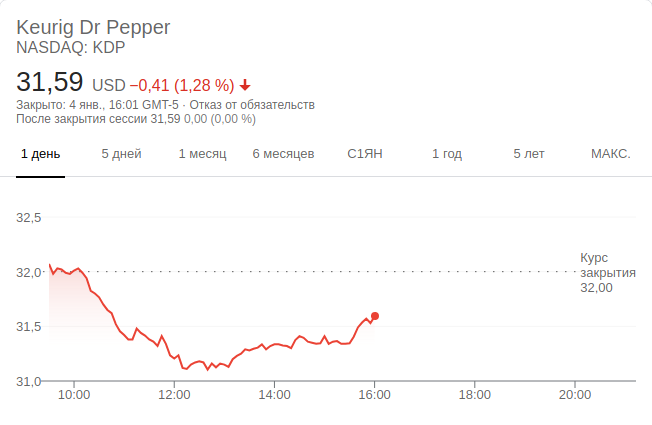 Keurig Dr Pepper
NASDAQ: KDP
31,59 USD −0,41 (1,28 %)
Закрыто: 4 янв., 16:01 GMT-5 · Отказ от обязательств
После закрытия сессии 31,59 0,00 (0,00 %)
1 день 5 дней 1 месяц 6 месяцев С1ЯН 1 год 5 лет МАКС.
32,5
Курс
32,0 закрытия
32,00
31,5
31,0
10:00 12:00 14:00 16:00 18:00 20:00